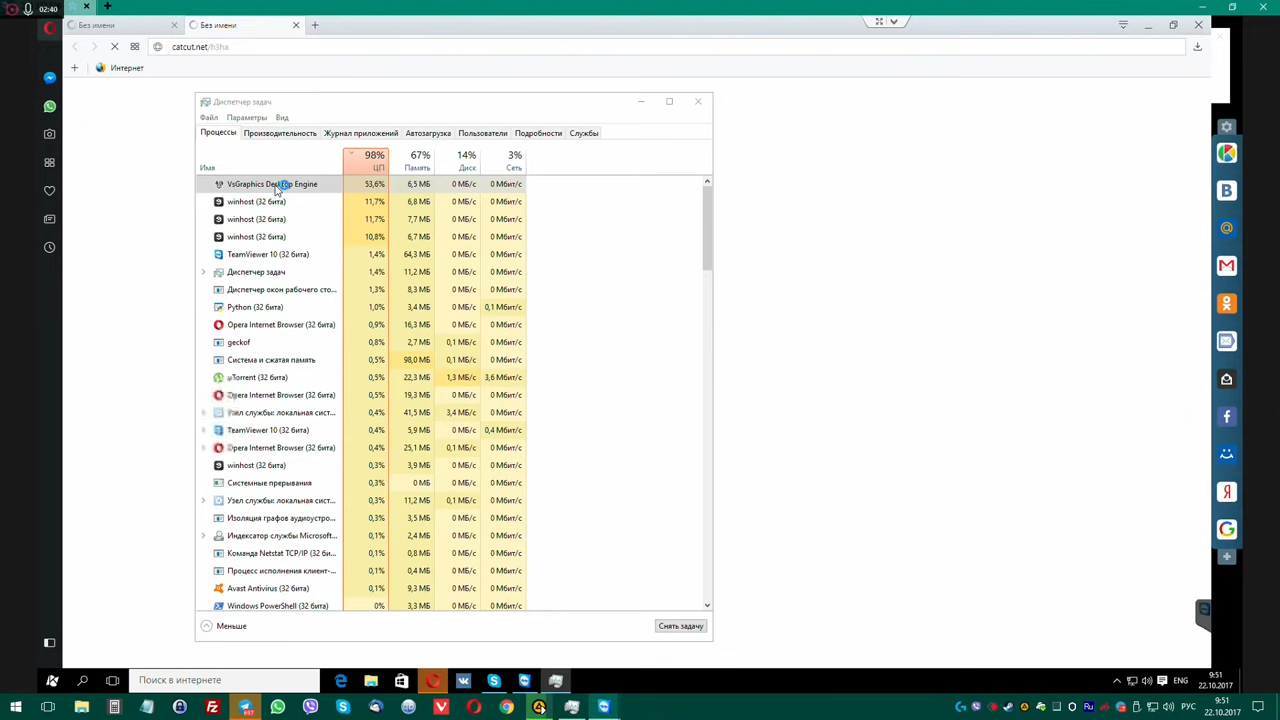 02:40
Без имени
Без имени
catcut.net/h3ha
Интернет
Диспетчер задач
Файл Параметры Вид
Процессы Производительность Журнал приложений Автозагрузка Пользователи Подробности Службы
98% 67% 14% 3%
Имя ЦП Память Диск Сеть
VsGraphics Desktop Engine 53,6% 6,5 МБ 0 МБ/с 0 Мбит/с
winhost (32 бита) 11,7% 6,8 МБ 0 МБ/с 0 Мбит/с
winhost (32 бита) 11,7% 7,7 МБ 0 МБ/с 0 Мбит/с
winhost (32 бита) 10,8% 6,7 МБ 0 МБ/с 0 Мбит/с
TeamViewer 10 (32 бита) 1,4% 64,3 МБ 0 МБ/с 0 Мбит/с
Диспетчер задач 1,4% 11,2 МБ 0 МБ/с 0 Мбит/с
Диспетчер окон рабочего сто... 1,3% 8,3 МБ 0 МБ/с 0 Мбит/с
Python (32 бита) 1,0% 3,4 МБ 0 МБ/с 0,1 Мбит/с
Opera Internet Browser (32 бита) 0,9% 16,3 МБ 0 МБ/с 0 Мбит/с
geckof 0,8% 2,7 МБ 0,1 МБ/с 0 Мбит/с
Система и сжатая память 0,5% 98,0 МБ 0,1 МБ/с 0 Мбит/с
µTorrent (32 бита) 0,5% 22,3 МБ 1,3 МБ/с 3,6 Мбит/с
Opera Internet Browser (32 бита) 0,5% 19,3 МБ 0 МБ/с 0 Мбит/с
Узел службы: локальная сист... 0,4% 41,5 МБ 3,4 МБ/с 0 Мбит/с
TeamViewer 10 (32 бита) 0,4% 5,9 МБ 0 МБ/с 0,4 Мбит/с
Opera Internet Browser (32 бита) 0,4% 25,1 МБ 0,1 МБ/с 0 Мбит/с
winhost (32 бита) 0,3% 3,9 МБ 0 МБ/с 0 Мбит/с
Системные прерывания 0,3% 0 МБ 0 МБ/с 0 Мбит/с
Узел службы: локальная сист... 0,3% 11,2 МБ 0,1 МБ/с 0 Мбит/с
Изоляция графов аудиоустро... 0,3% 3,5 МБ 0 МБ/с 0 Мбит/с
Индексатор службы Microsoft... 0,1% 2,4 МБ 0 МБ/с 0 Мбит/с
Команда Netstat TCP/IP (32 би... 0,1% 0,8 МБ 0 МБ/с 0 Мбит/с
Процесс исполнения клиент-... 0,1% 0,4 МБ 0 МБ/с 0 Мбит/с
Avast Antivirus (32 бита) 0,1% 9,3 МБ 0 МБ/с 0 Мбит/с
Windows PowerShell (32 бита) 0% 3,3 МБ 0 МБ/с 0 Мбит/с
Меньше
Снять задачу
Поиск в интернете
ENG
9:51
22.10.2017
РУС
9:51
22.10.2017